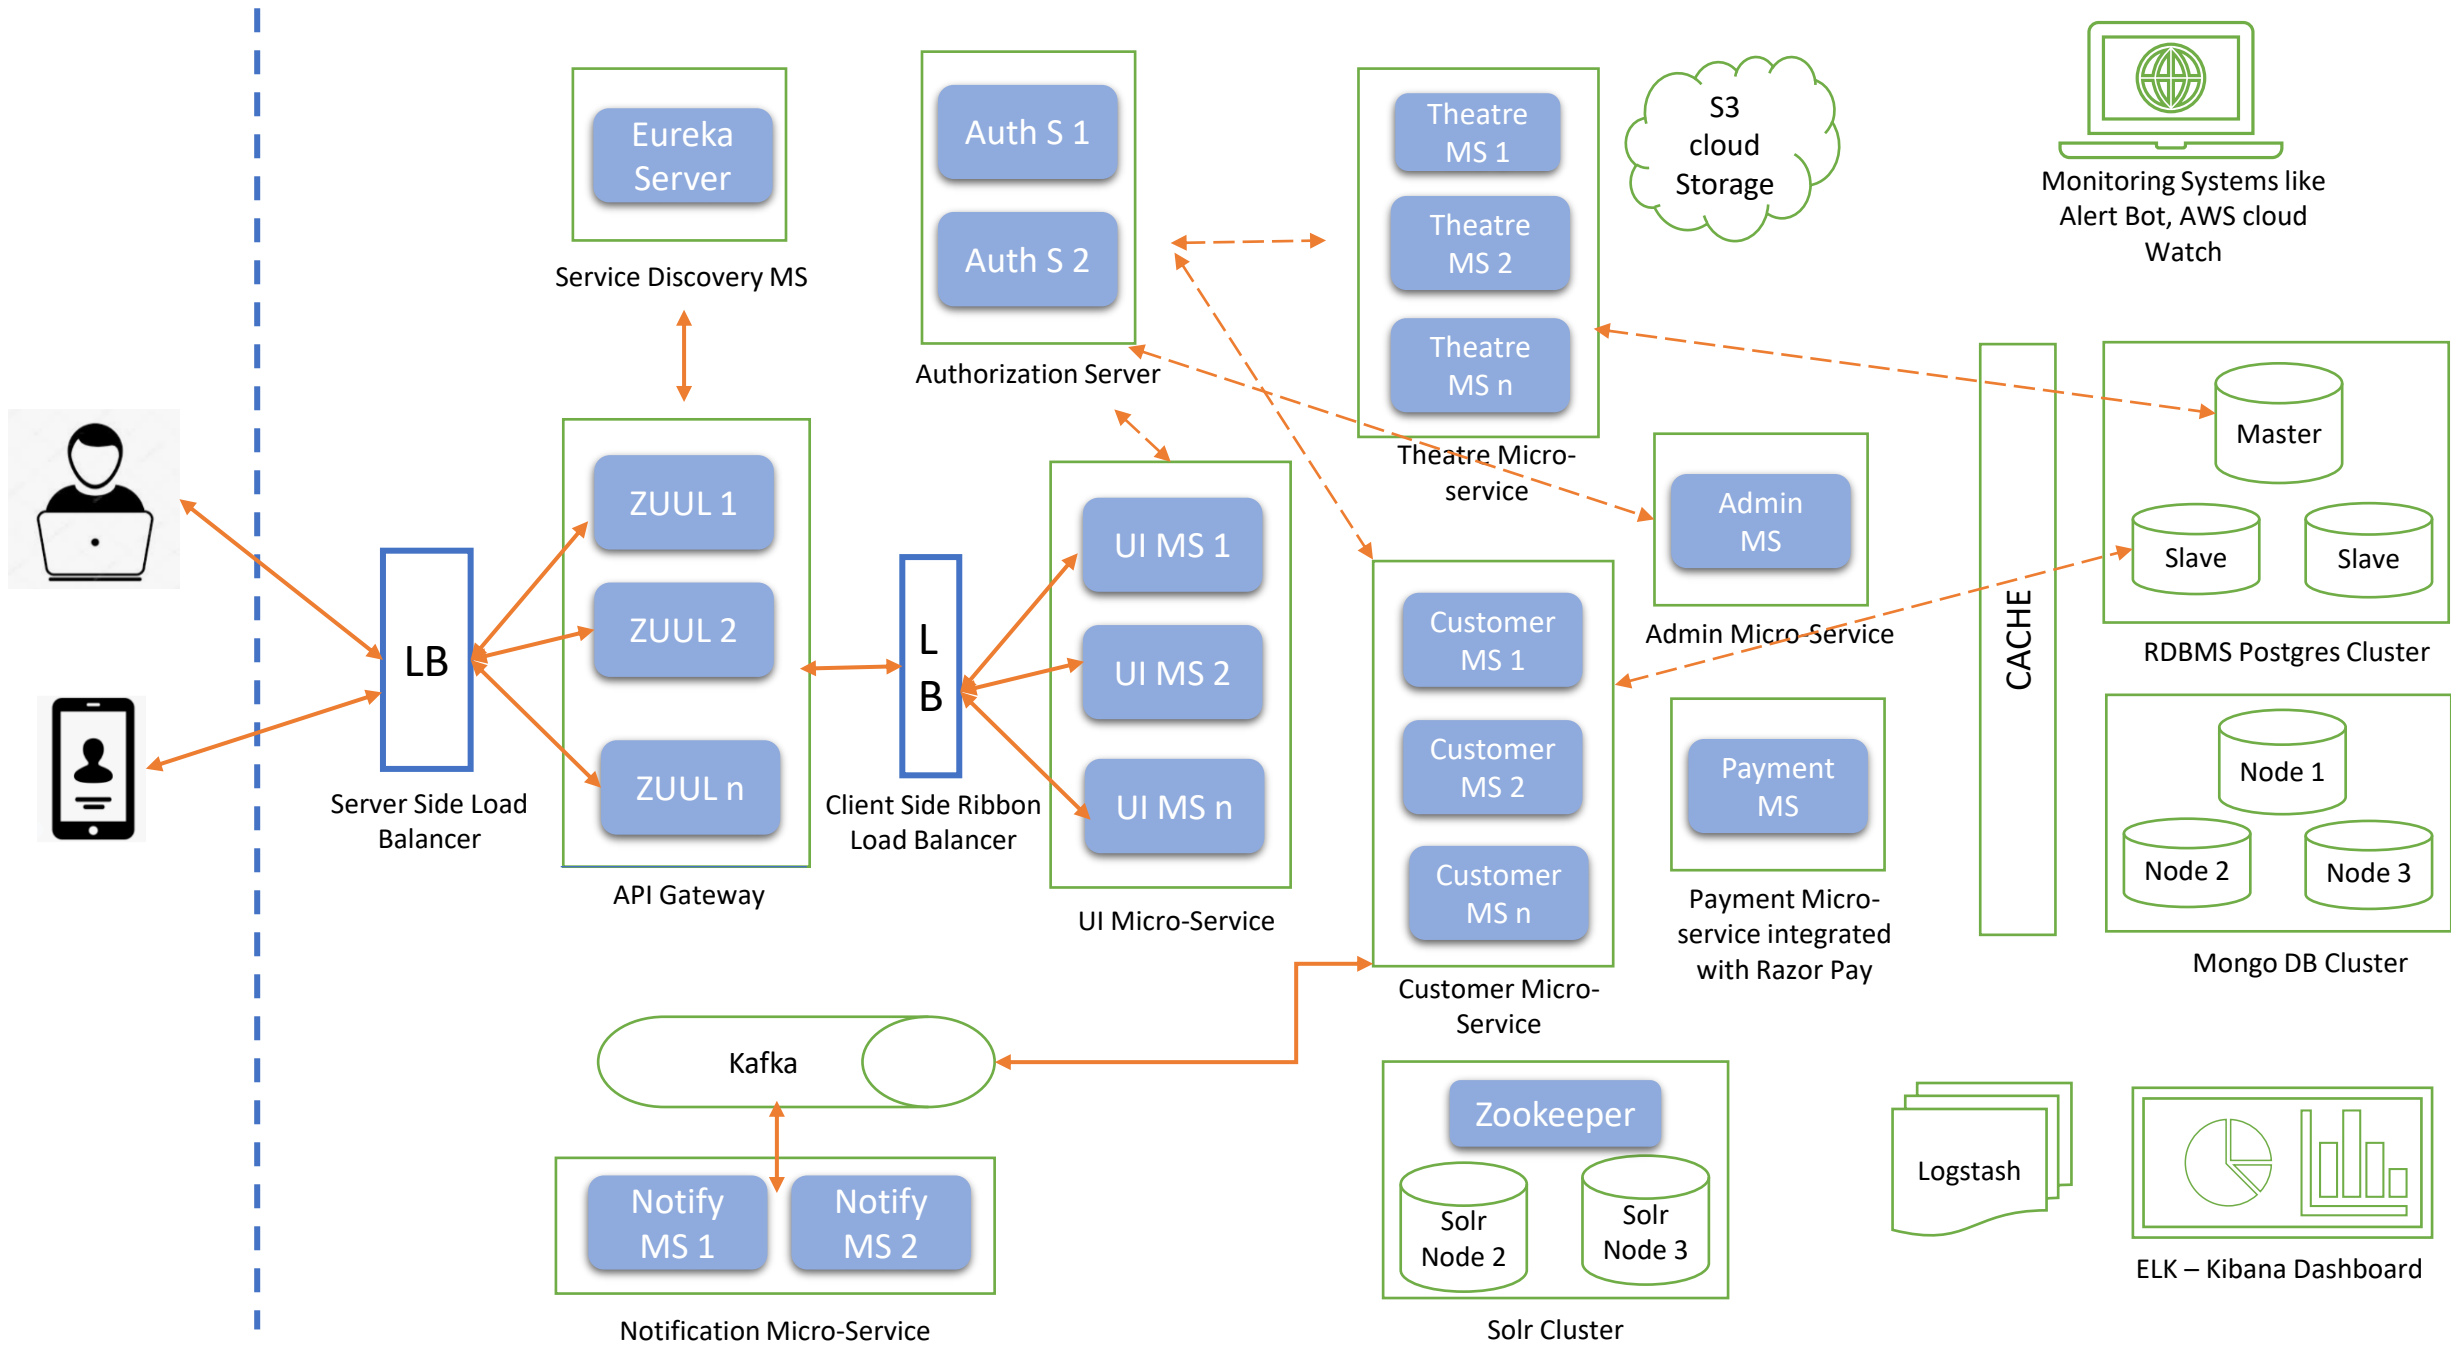 Eureka
Server
Service Discovery MS
Auth S 1
Auth S 2
Authorization Server
Theatre
MS 1
Theatre
MS 2
Theatre
MS n
Theatre Micro-
service
S3
cloud
Storage
Monitoring Systems like
Alert Bot, AWS cloud
Watch
LB
Server Side Load
Balancer
ZUUL 1
ZUUL 2
ZUUL n
API Gateway
L
B
Client Side Ribbon
Load Balancer
UI MS 1
UI MS 2
UI MS n
UI Micro-Service
Customer
MS 1
Customer
MS 2
Customer
MS n
Customer Micro-
Service
Admin
MS
Admin Micro-Service
Payment
MS
Payment Micro-
service integrated
with Razor Pay
CACHE
Master
Slave
Slave
RDBMS Postgres Cluster
Node 1
Node 2
Node 3
Mongo DB Cluster
Kafka
Notify
MS 1
Notify
MS 2
Notification Micro-Service
Zookeeper
Solr
Node 2
Solr
Node 3
Solr Cluster
Logstash
ELK – Kibana Dashboard